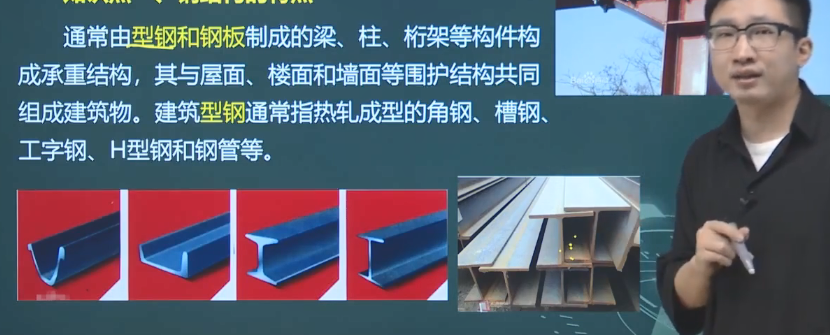 通常由型钢和钢板制成的梁、柱、桁架等构件构
成承重结构，其与屋面、楼面和墙面等围护结构共同
组成建筑物。建筑型钢通常指热轧成型的角钢、槽钢、
工字钢、H型钢和钢管等。